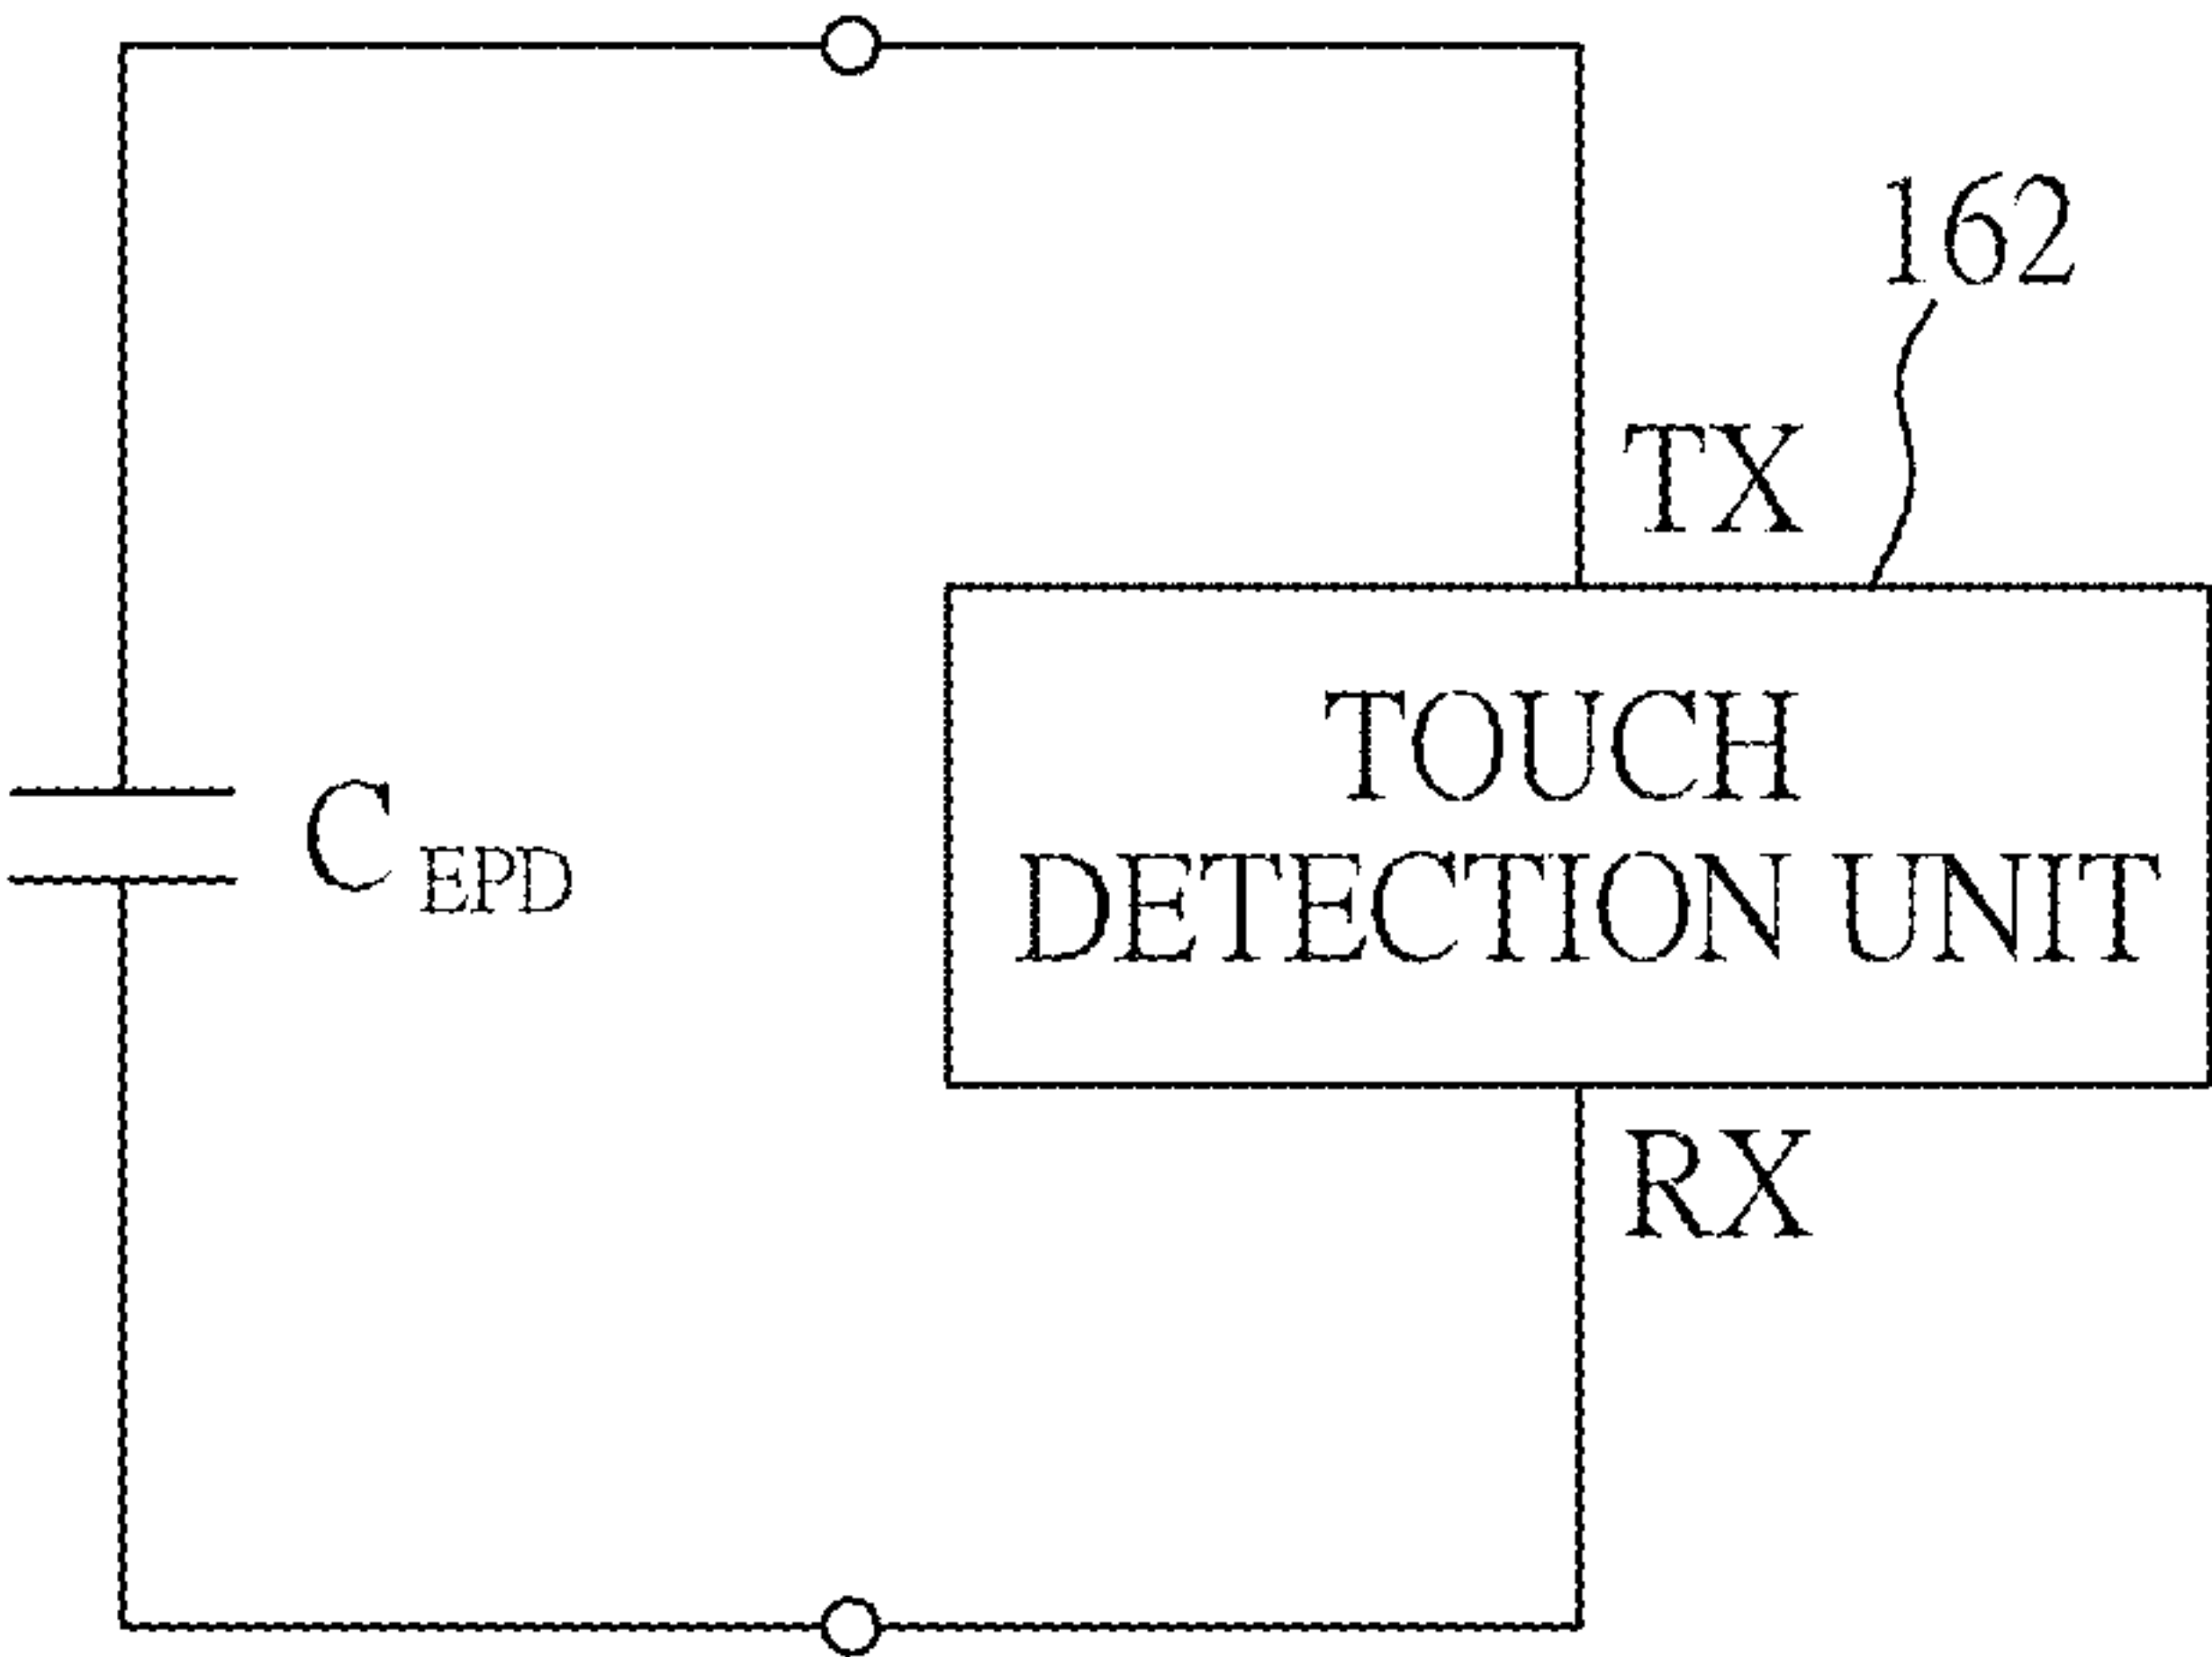 162
TX
TOUCH
DETECTION UNIT
C EPD
RX